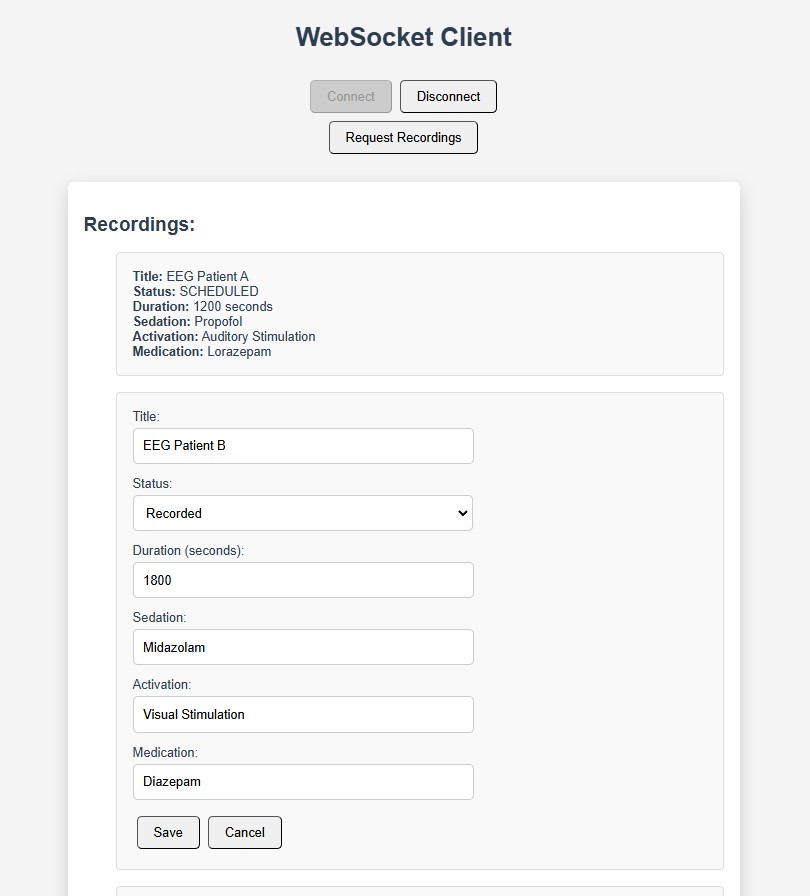 WebSocket Client
Connect
Disconnect
Request Recordings
Recordings:
Title: EEG Patient A
Status: SCHEDULED
Duration: 1200 seconds
Sedation: Propofol
Activation: Auditory Stimulation
Medication: Lorazepam
Title:
EEG Patient B
Status:
Recorded
Duration (seconds):
1800
Sedation:
Midazolam
Activation:
Visual Stimulation
Medication:
Diazepam
Save
Cancel